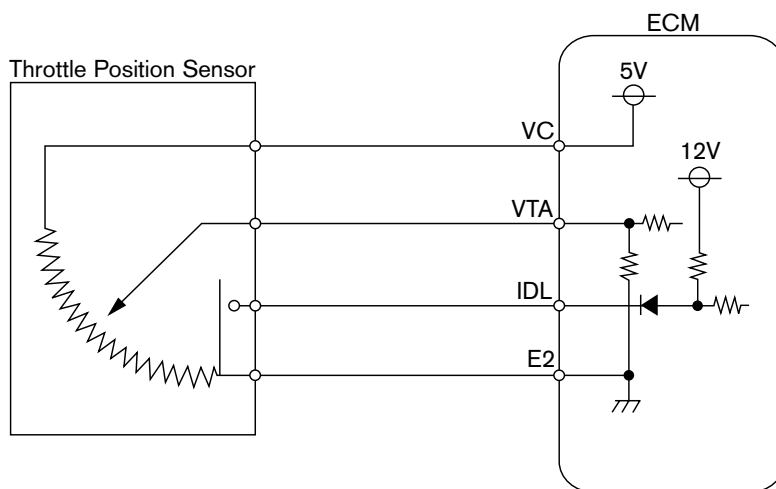 ECM
Throttle Position Sensor
5V
VC
12V
VTA
IDL
E2